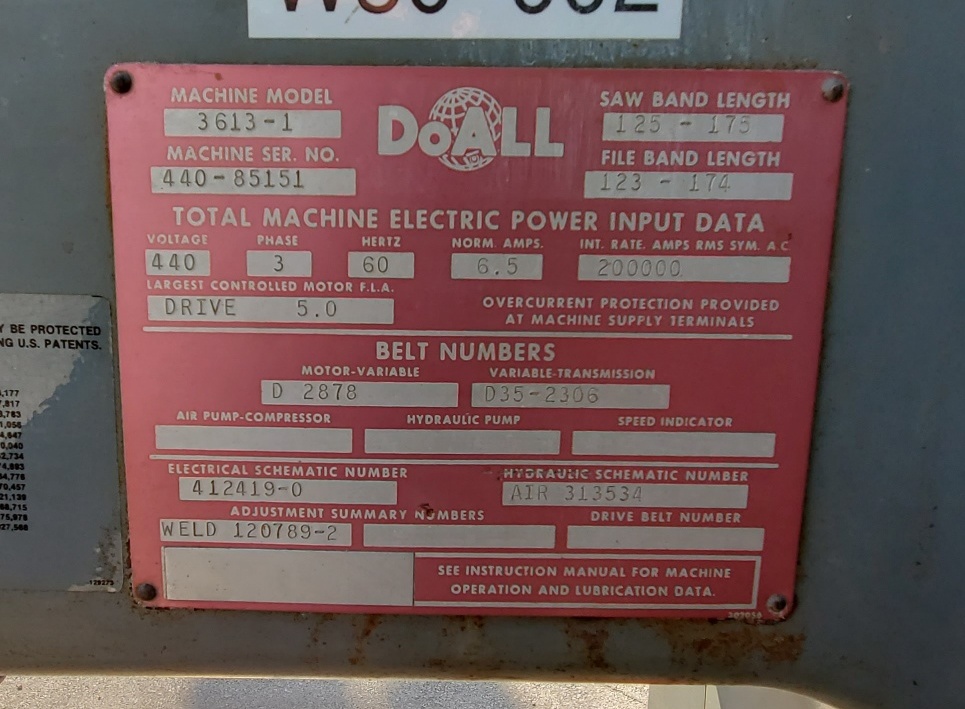 MACHINE MODEL
3613-1
DOALL
SAW BAND LENGTH
125 - 175
MACHINE SER. NO.
440-85151
FILE BAND LENGTH
123 - 174
TOTAL MACHINE ELECTRIC POWER INPUT DATA
VOLTAGE PHASE HERTZ NORM. AMPS. INT. RATE. AMPS RMS SYM. A.C.
440 3 60 6.5 200000
LARGEST CONTROLLED MOTOR F.L.A.
DRIVE 5.0
OVERCURRENT PROTECTION PROVIDED
AT MACHINE SUPPLY TERMINALS
BELT NUMBERS
MOTOR-VARIABLE VARIABLE-TRANSMISSION
D 2878 D35-2306
AIR PUMP-COMPRESSOR HYDRAULIC PUMP SPEED INDICATOR
ELECTRICAL SCHEMATIC NUMBER HYDRAULIC SCHEMATIC NUMBER
412419-0 AIR 313534
ADJUSTMENT SUMMARY NUMBERS DRIVE BELT NUMBER
WELD 120789-2
SEE INSTRUCTION MANUAL FOR MACHINE
OPERATION AND LUBRICATION DATA.
Y BE PROTECTED
NG U.S. PATENTS.